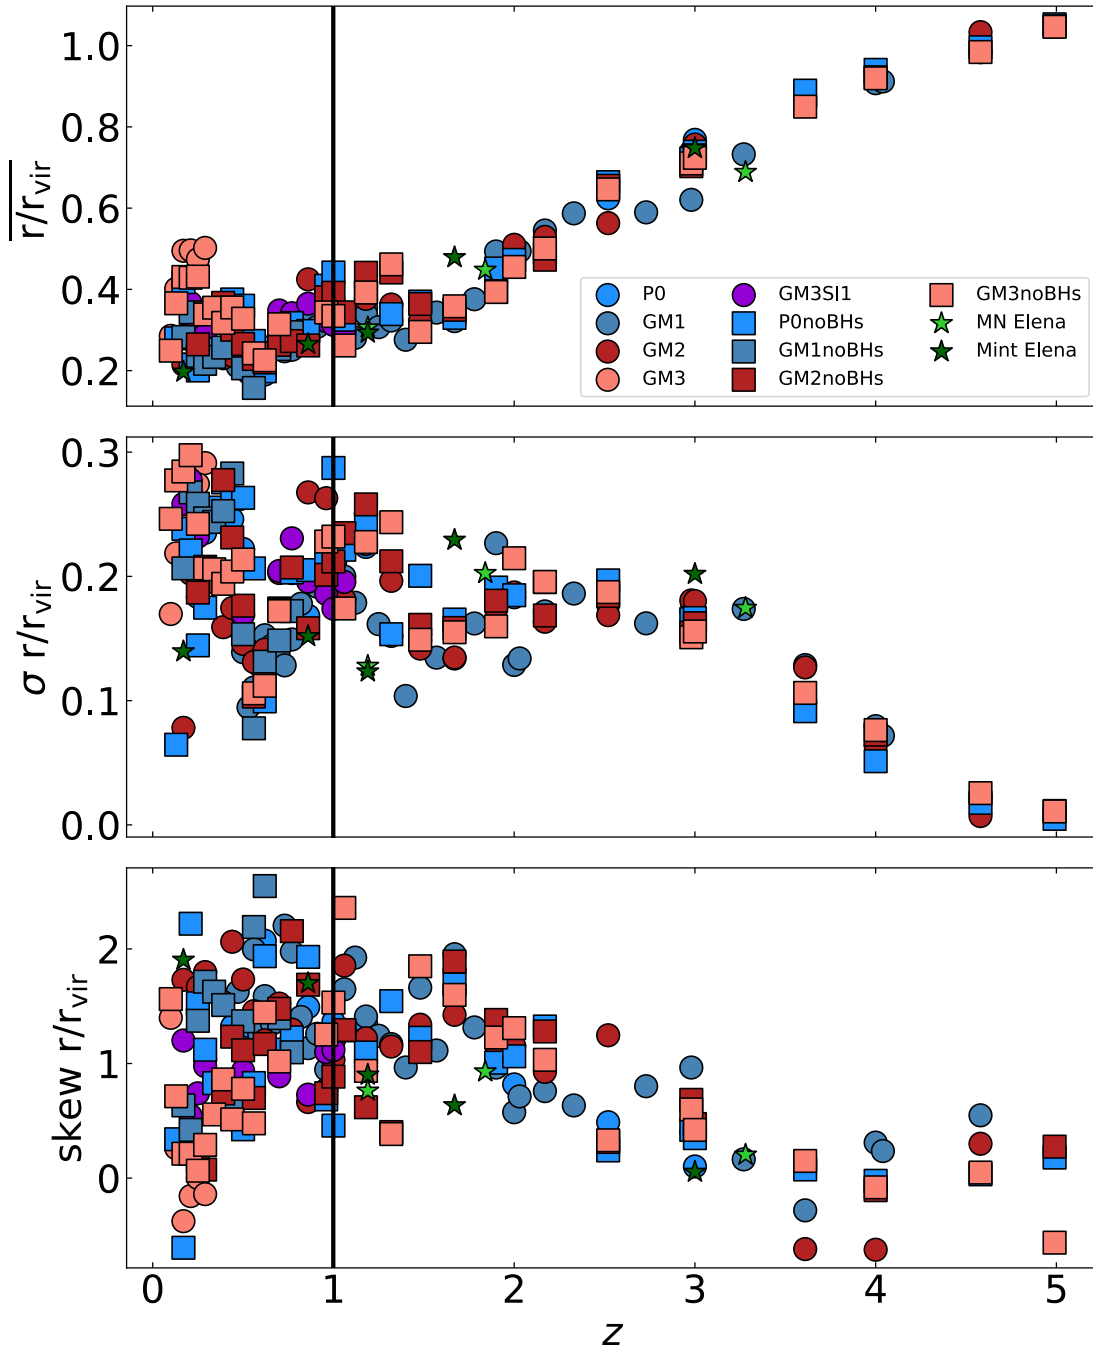 1.0
0.8
0.6
0.4
0.2
r/r_vir
P0
GM1
GM2
GM3
GM3SI1
P0noBHs
GM1noBHs
GM2noBHs
GM3noBHs
MN Elena
Mint Elena
0.3
0.2
0.1
0.0
σ r/r_vir
2
1
0
skew r/r_vir
0 1 2 3 4 5
z